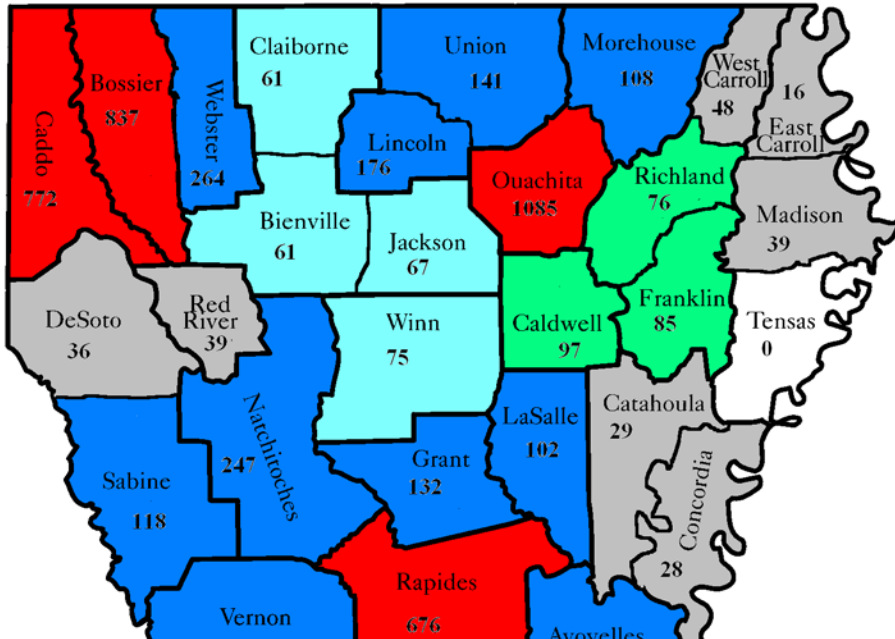 Claiborne
61
Union
141
Morehouse
108
West
Carroll
48
16
East
Carroll
Bossier
837
Caddo
772
Webster
264
Lincoln
176
Ouachita
1085
Richland
76
Madison
39
Bienville
61
Jackson
67
DeSoto
36
Red
River
39
Winn
75
Caldwell
97
Franklin
85
Tensas
0
Natchitoches
247
LaSalle
102
Catahoula
29
Sabine
118
Grant
132
Concordia
28
Vernon
Rapides
676
Avoyelles